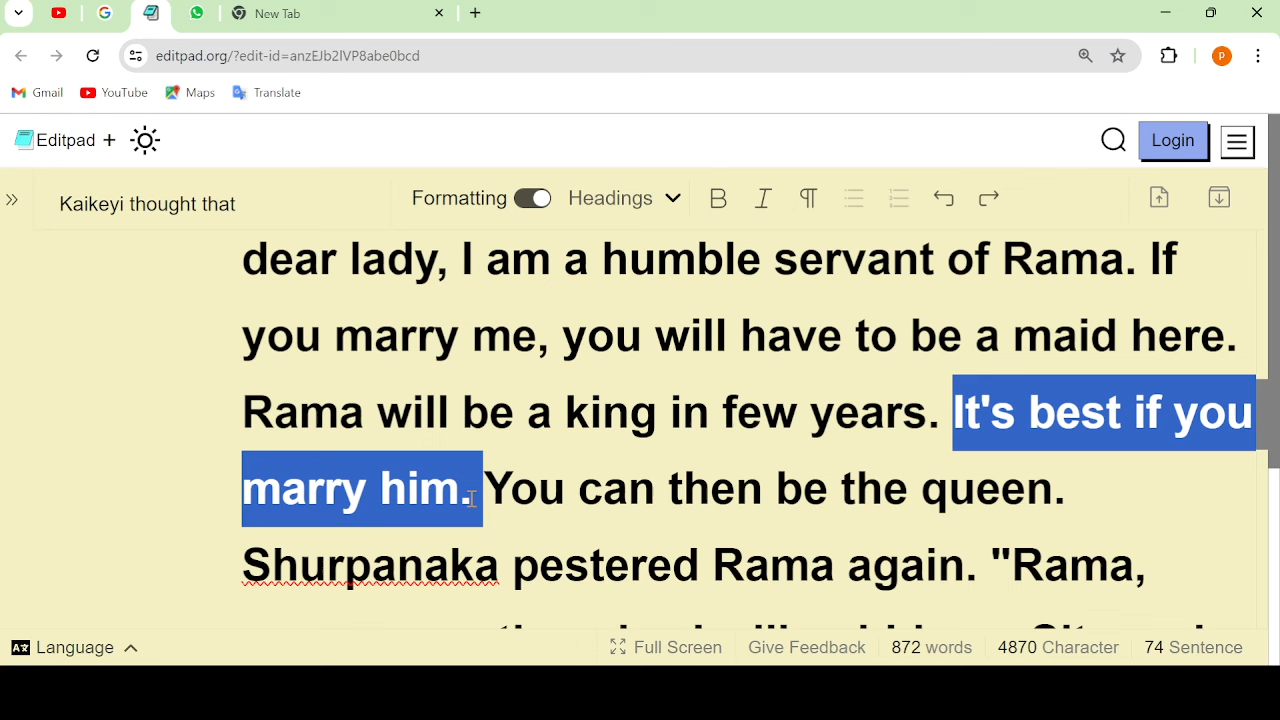 New Tab
editpad.org/?edit-id=anzEJb2lVP8abe0bcd
P
Gmail YouTube Maps Translate
Editpad + Login
Kaikeyi thought that Formatting Headings B I ¶
dear lady, I am a humble servant of Rama. If
you marry me, you will have to be a maid here.
Rama will be a king in few years. It's best if you
marry him. You can then be the queen.
Shurpanaka pestered Rama again. "Rama,
Language Full Screen Give Feedback 872 words 4870 Character 74 Sentence